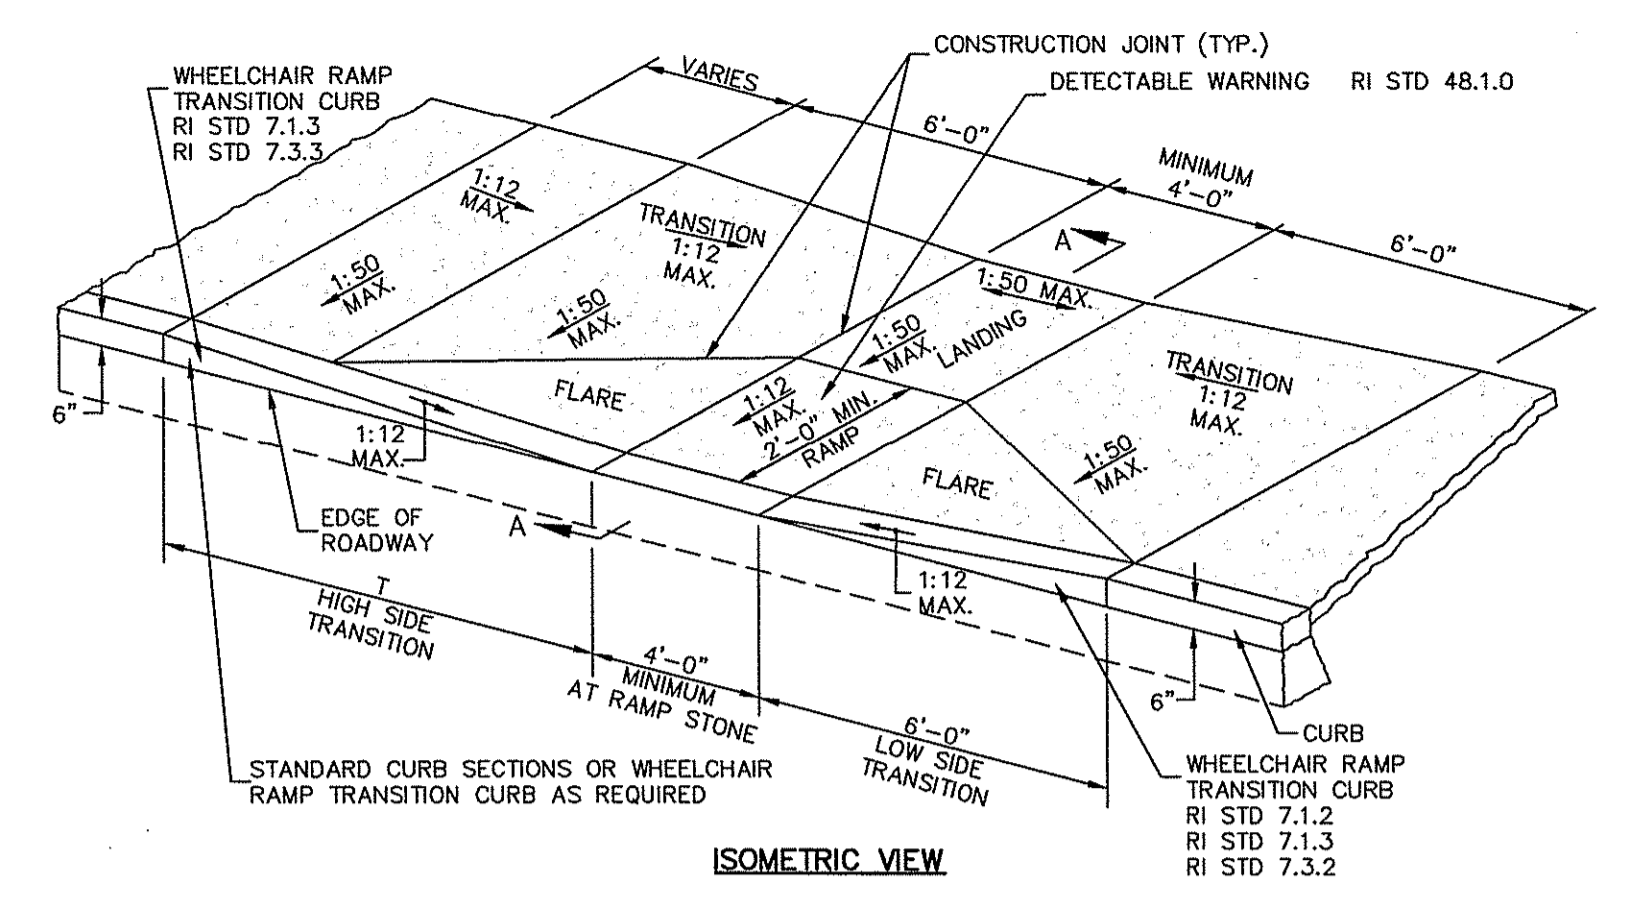 CONSTRUCTION JOINT (TYP.)
DETECTABLE WARNING RI STD 48.1.0
WHEELCHAIR RAMP
TRANSITION CURB
RI STD 7.1.3
RI STD 7.3.3
VARIES
6'-0"
MINIMUM
4'-0"
6'-0"
1:12
MAX.
TRANSITION
1:12
MAX.
A
1:50
MAX.
1:50
MAX.
1:50 MAX.
1:50
MAX.
LANDING
TRANSITION
1:12
MAX.
FLARE
1:12
MAX.
2'-0" MIN.
RAMP
6"
1:12
MAX.
1:50
MAX.
FLARE
EDGE OF
ROADWAY
A
1:12
MAX.
T
HIGH SIDE
TRANSITION
4'-0"
MINIMUM
AT RAMP STONE
6'-0"
LOW SIDE
TRANSITION
6"
CURB
STANDARD CURB SECTIONS OR WHEELCHAIR
RAMP TRANSITION CURB AS REQUIRED
WHEELCHAIR RAMP
TRANSITION CURB
RI STD 7.1.2
RI STD 7.1.3
RI STD 7.3.2
ISOMETRIC VIEW